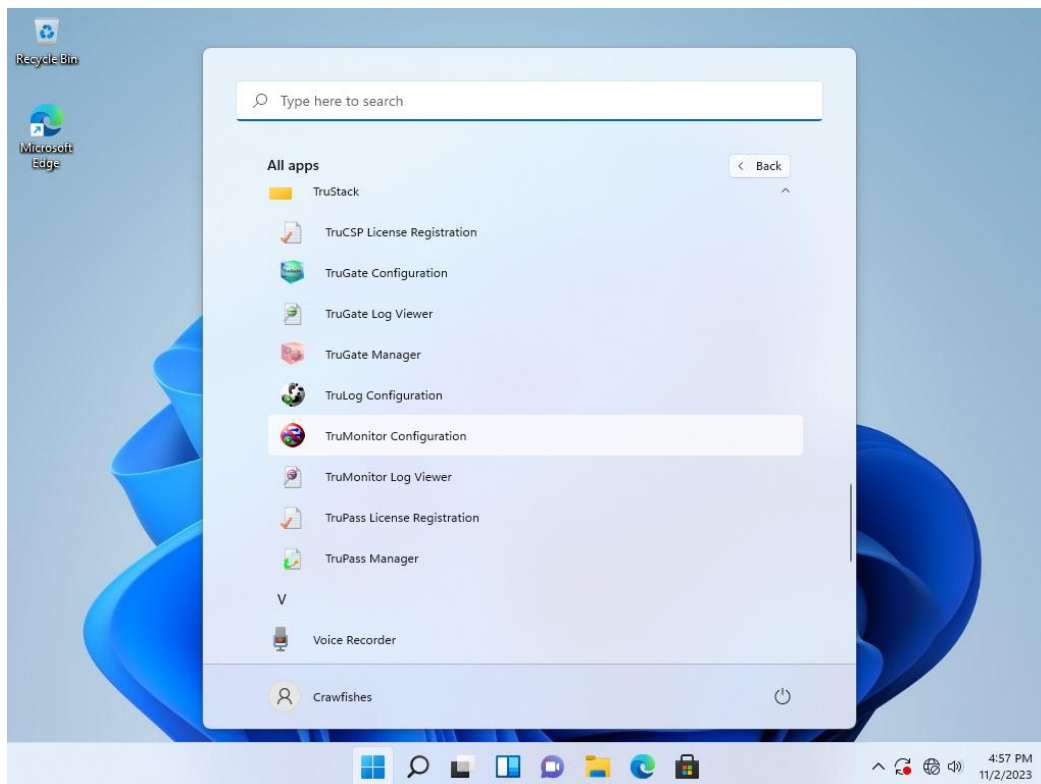 Recycle Bin
Microsoft
Edge
Type here to search
All apps
Back
TruStack
TruCSP License Registration
TruGate Configuration
TruGate Log Viewer
TruGate Manager
TruLog Configuration
TruMonitor Configuration
TruMonitor Log Viewer
TruPass License Registration
TruPass Manager
V
Voice Recorder
Crawfishes
4:57 PM
11/2/2023